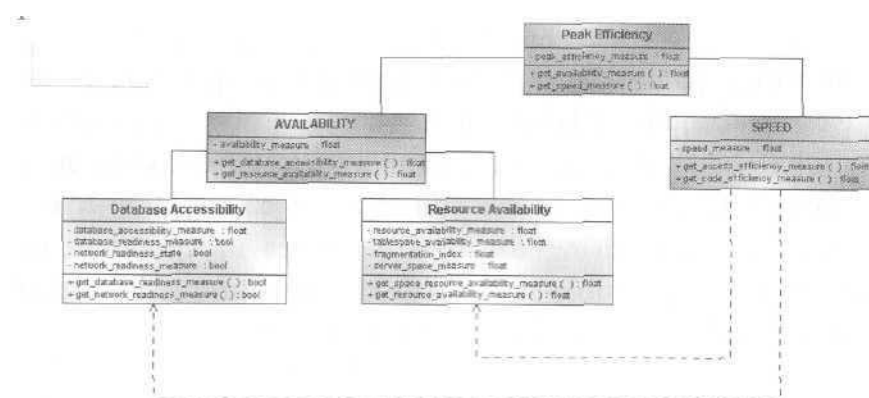 Peak Efficiency
peak_efficiency_measure : float
+ get_availability_measure ( ) : float
+ get_speed_measure ( ) : float
AVAILABILITY
- availability_measure : float
+ get_database_accessibility_measure ( ) : float
+ get_resource_availability_measure ( ) : float
SPEED
- speed_measure : float
+ get_access_efficiency_measure ( ) : float
+ get_code_efficiency_measure ( ) : float
Database Accessibility
- database_accessibility_measure : float
- database_readiness_measure : bool
- network_readiness_state : bool
- network_readiness_measure : bool
+ get_database_readiness_measure ( ) : bool
+ get_network_readiness_measure ( ) : bool
Resource Availability
- resource_availability_measure : float
- tablespace_availability_measure : float
- fragmentation_index : float
- server_space_measure : float
+ get_space_resource_availability_measure ( ) : float
+ get_resource_availability_measure ( ) : float